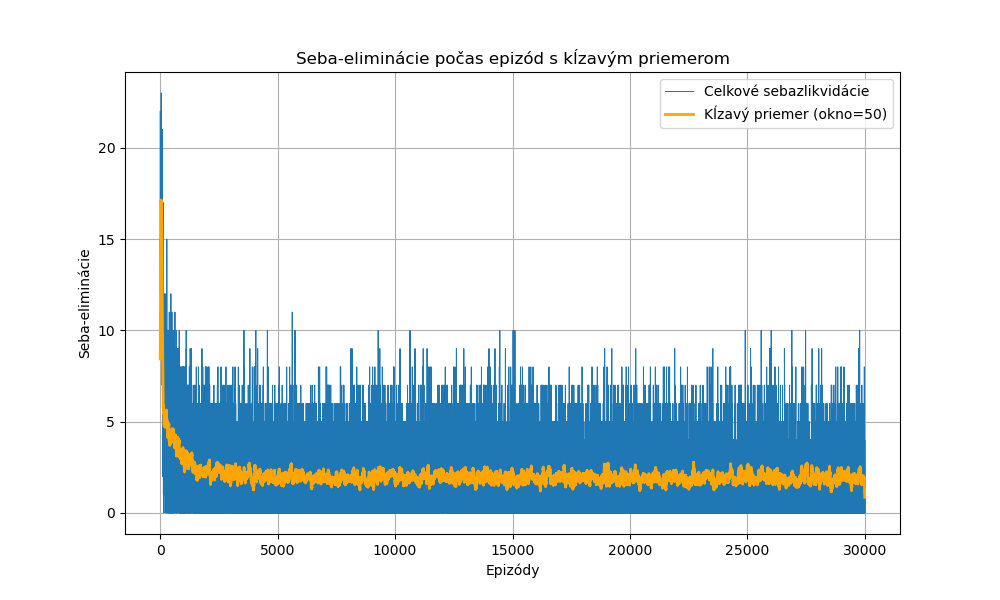 Seba-eliminácie počas epizód s kĺzavým priemerom
Celkové sebazlikvidácie
Kĺzavý priemer (okno=50)
Seba-eliminácie
20
15
10
5
0
0 5000 10000 15000 20000 25000 30000
Epizódy